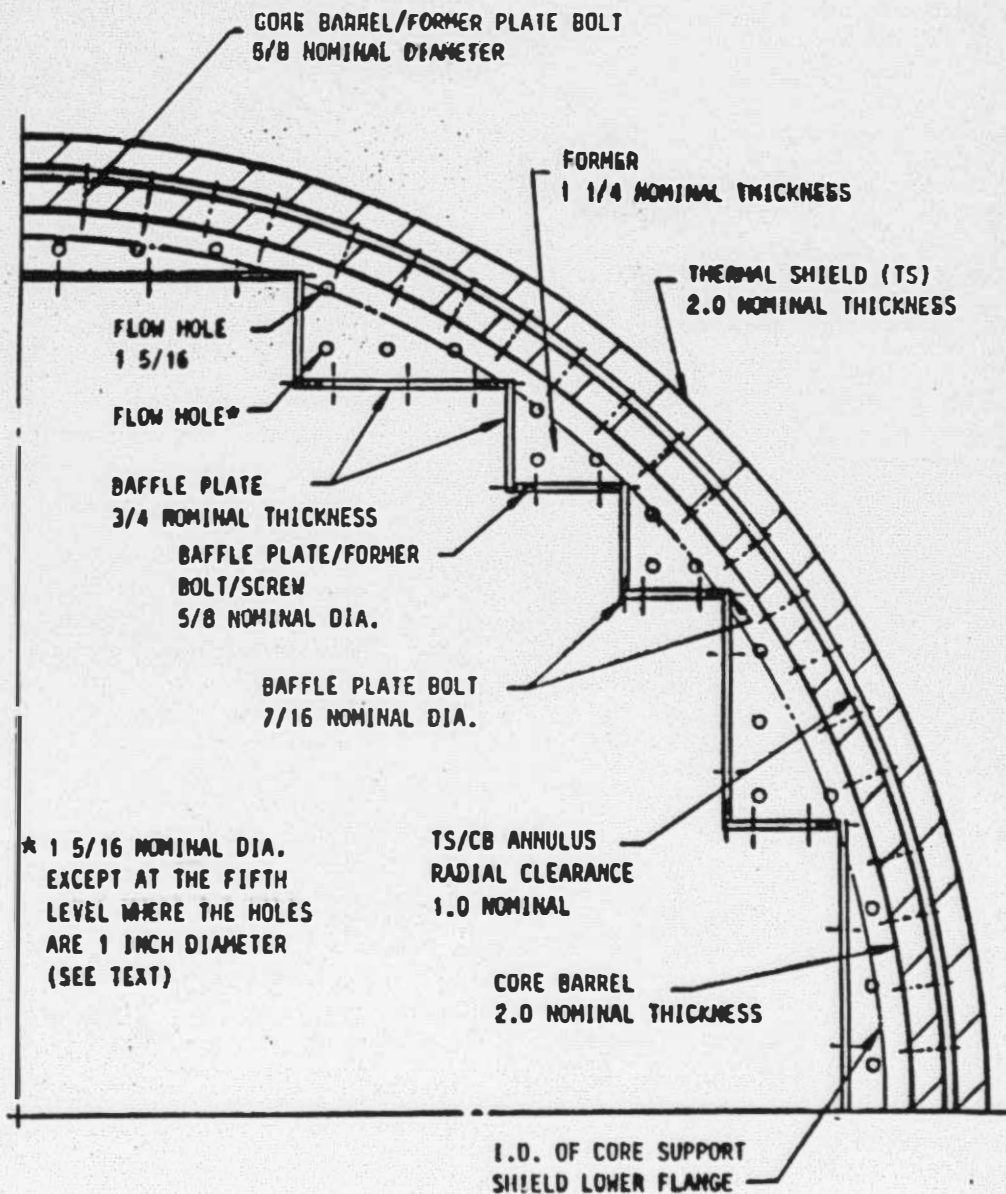 CORE BARREL/FORMER PLATE BOLT
5/8 NOMINAL DIAMETER
FORMER
1 1/4 NOMINAL THICKNESS
THERMAL SHIELD (TS)
2.0 NOMINAL THICKNESS
FLOW HOLE
1 5/16
FLOW HOLE*
BAFFLE PLATE
3/4 NOMINAL THICKNESS
BAFFLE PLATE/FORMER
BOLT/SCREW
5/8 NOMINAL DIA.
BAFFLE PLATE BOLT
7/16 NOMINAL DIA.
* 1 5/16 NOMINAL DIA.
EXCEPT AT THE FIFTH
LEVEL WHERE THE HOLES
ARE 1 INCH DIAMETER
(SEE TEXT)
TS/CB ANNULUS
RADIAL CLEARANCE
1.0 NOMINAL
CORE BARREL
2.0 NOMINAL THICKNESS
I.D. OF CORE SUPPORT
SHIELD LOWER FLANGE